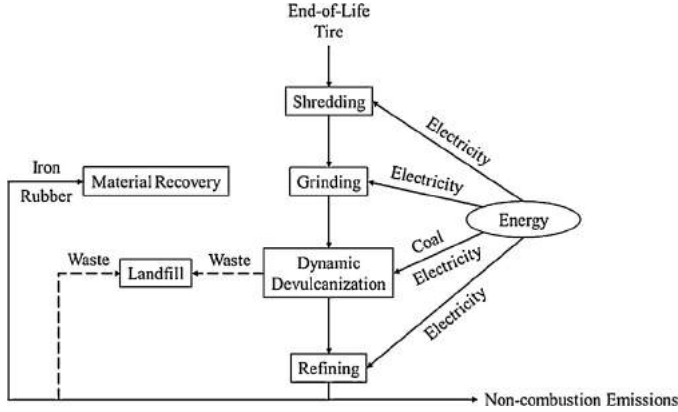 End-of-Life
Tire
Shredding
Electricity
Iron
Rubber
Material Recovery
Grinding
Electricity
Energy
Coal
Electricity
Waste
Landfill
Waste
Dynamic
Devulcanization
Electricity
Refining
Non-combustion Emissions